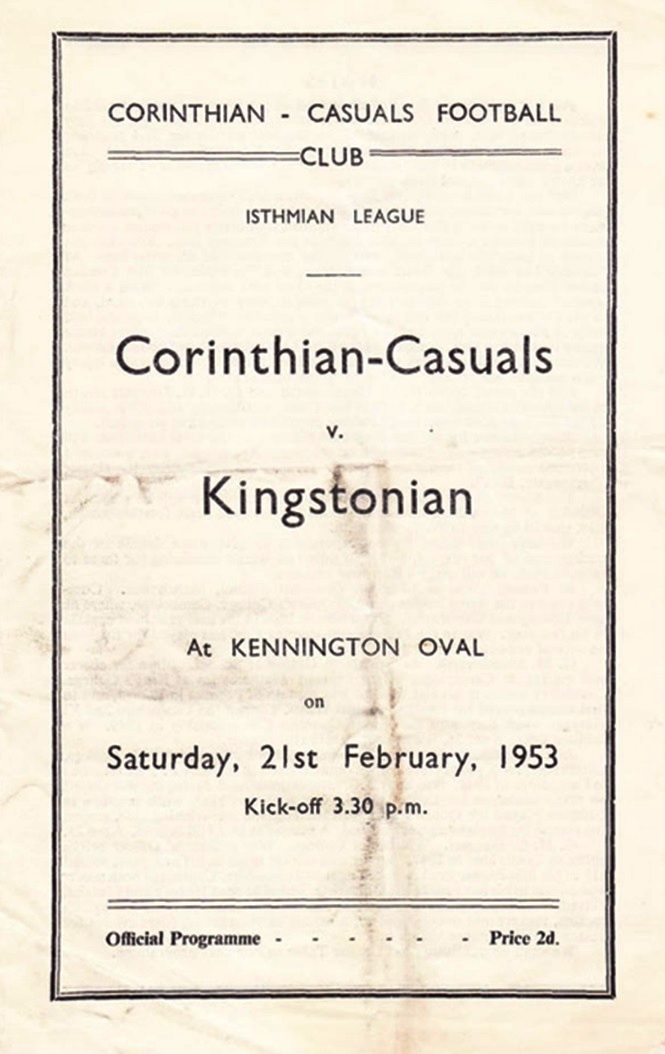 CORINTHIAN - CASUALS FOOTBALL
CLUB
ISTHMIAN LEAGUE
Corinthian-Casuals
v.
Kingstonian
At KENNINGTON OVAL
on
Saturday, 21st February, 1953
Kick-off 3.30 p.m.
Official Programme - - - - - - Price 2d.